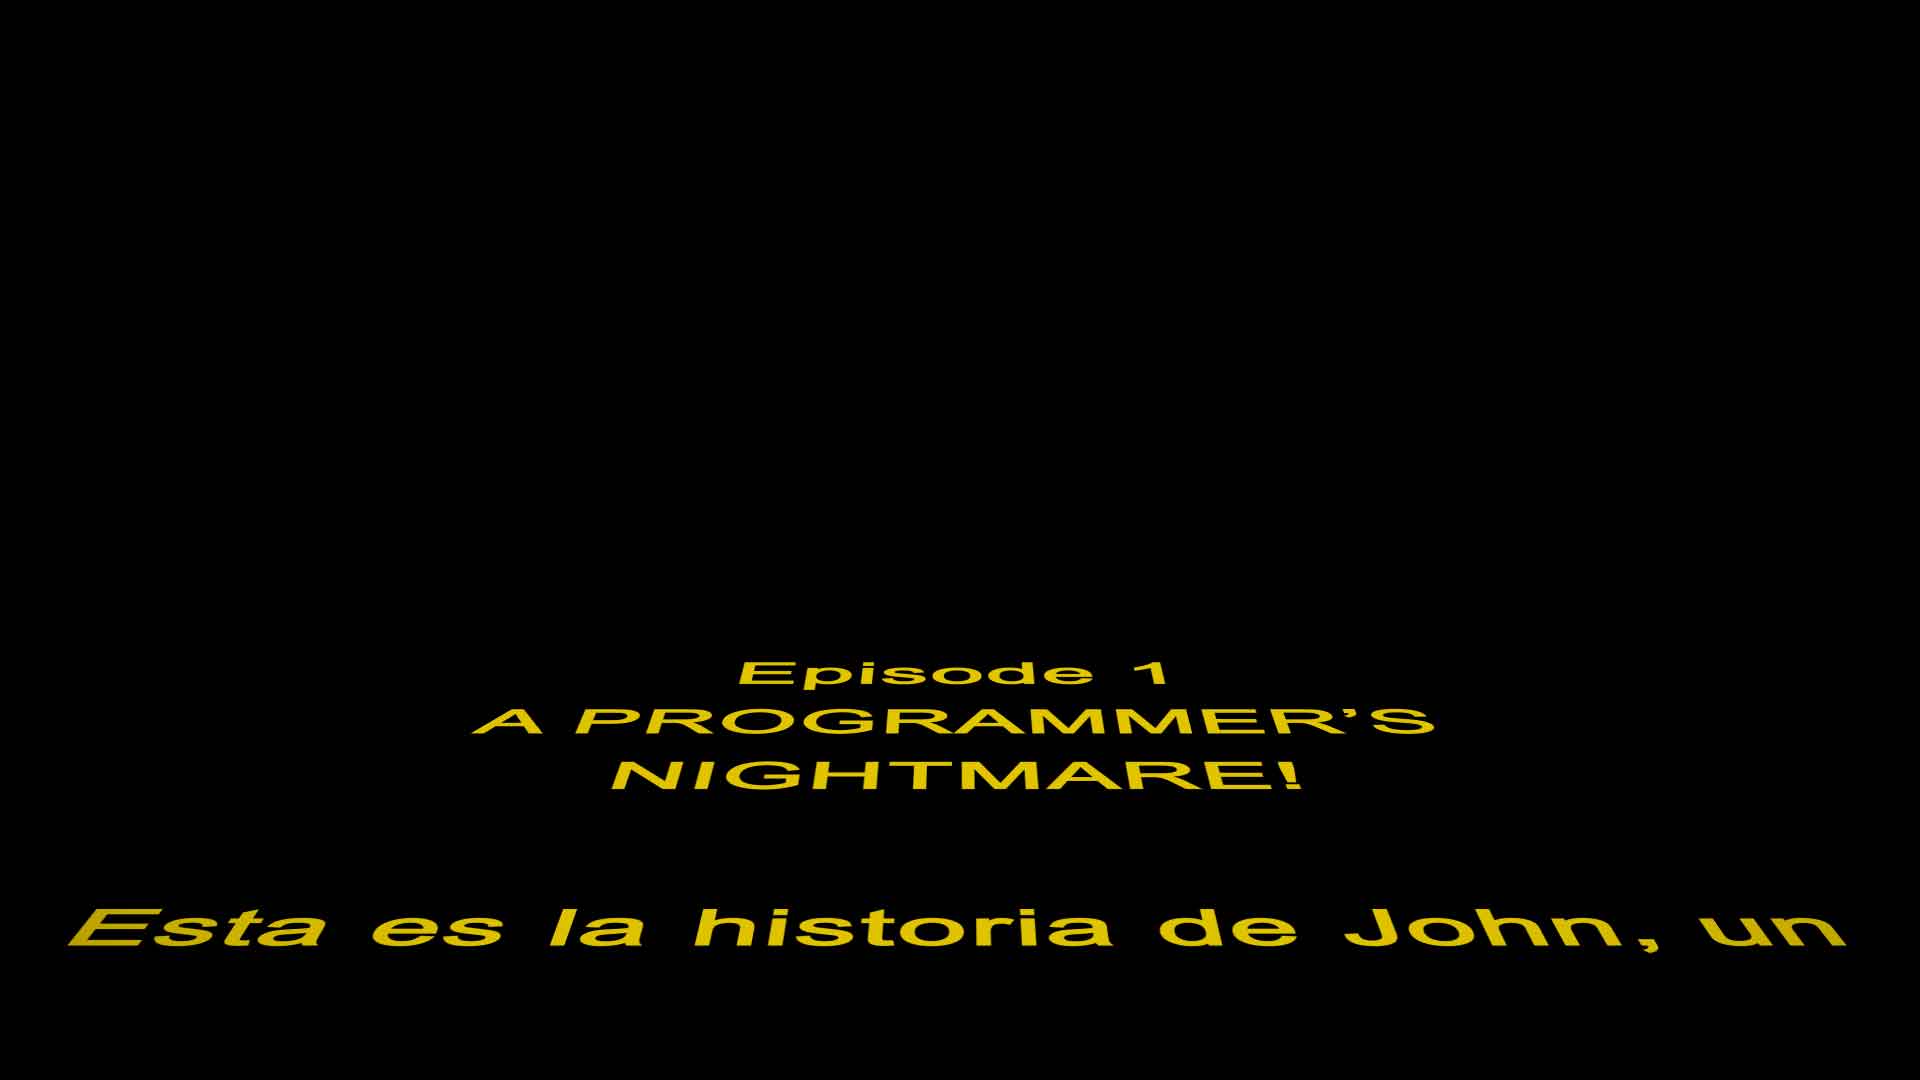 Episode 1
A PROGRAMMER’S
NIGHTMARE!
Esta es la historia de John, un